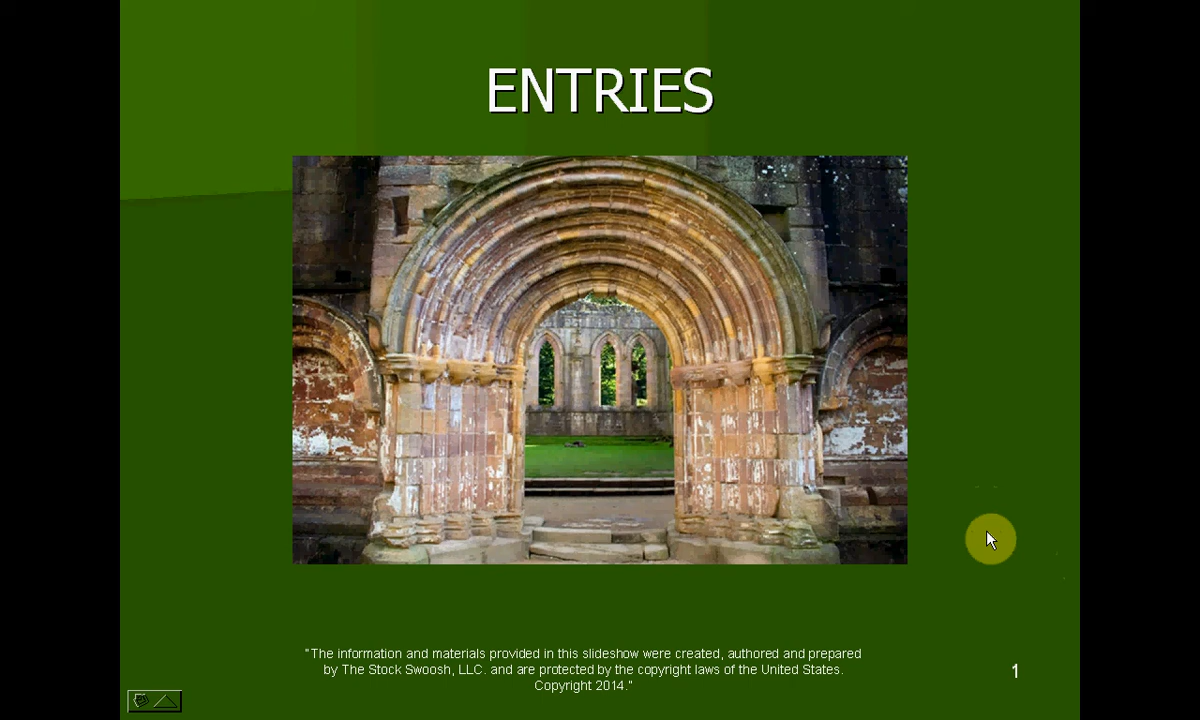 ENTRIES
"The information and materials provided in this slideshow were created, authored and prepared
by The Stock Swoosh, LLC. and are protected by the copyright laws of the United States.
Copyright 2014."
1